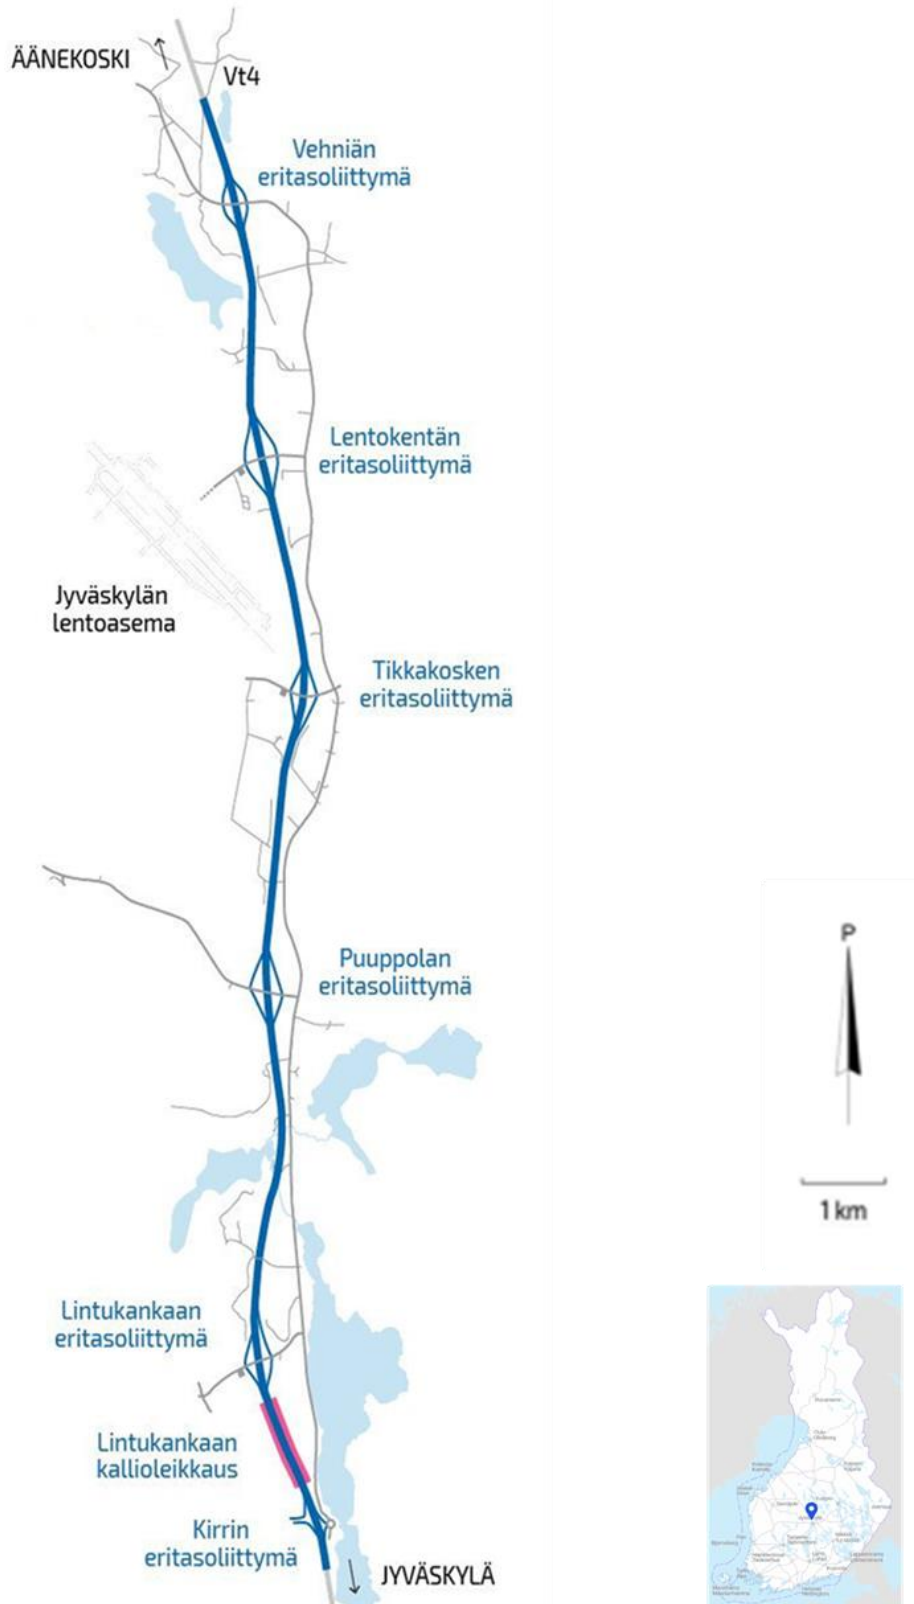 ÄÄNEKOSKI
Vt4
Vehniän
eritasoliittymä
Lentokentän
eritasoliittymä
Jyväskylän
lentoasema
Tikkakosken
eritasoliittymä
Puuppolan
eritasoliittymä
P
1 km
Lintukankaan
eritasoliittymä
Lintukankaan
kallioleikkaus
Kirrin
eritasoliittymä
JYVÄSKYLÄ